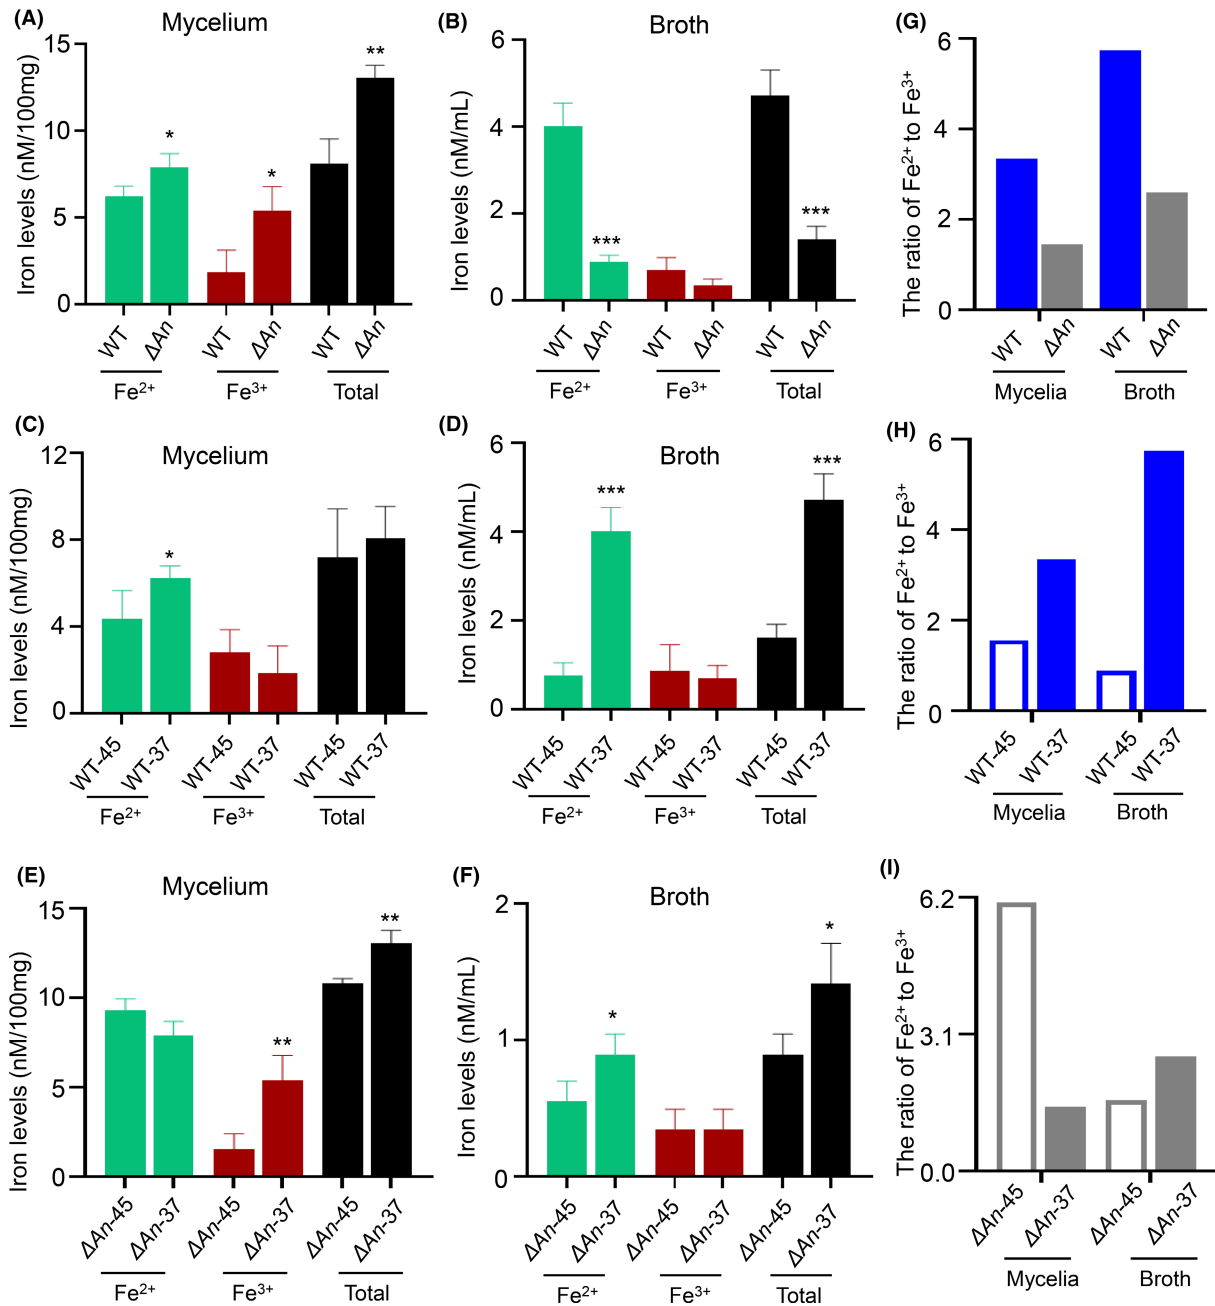 (A)
Mycelium
Iron levels (nM/100mg)
15
10
5
0
*
*
**
WT
ΔAn
WT
ΔAn
WT
ΔAn
Fe²⁺
Fe³⁺
Total
(B)
Broth
Iron levels (nM/mL)
6
4
2
0
***
***
WT
ΔAn
WT
ΔAn
WT
ΔAn
Fe²⁺
Fe³⁺
Total
(G)
The ratio of Fe²⁺ to Fe³⁺
6
4
2
0
WT
ΔAn
WT
ΔAn
Mycelia
Broth
(C)
Mycelium
Iron levels (nM/100mg)
12
8
4
0
*
WT-45
WT-37
WT-45
WT-37
WT-45
WT-37
Fe²⁺
Fe³⁺
Total
(D)
Broth
Iron levels (nM/mL)
6
4
2
0
***
***
WT-45
WT-37
WT-45
WT-37
WT-45
WT-37
Fe²⁺
Fe³⁺
Total
(H)
The ratio of Fe²⁺ to Fe³⁺
6
4
2
0
WT-45
WT-37
WT-45
WT-37
Mycelia
Broth
(E)
Mycelium
Iron levels (nM/100mg)
15
10
5
0
**
**
ΔAn-45
ΔAn-37
ΔAn-45
ΔAn-37
ΔAn-45
ΔAn-37
Fe²⁺
Fe³⁺
Total
(F)
Broth
Iron levels (nM/mL)
2
1
0
*
*
ΔAn-45
ΔAn-37
ΔAn-45
ΔAn-37
ΔAn-45
ΔAn-37
Fe²⁺
Fe³⁺
Total
(I)
The ratio of Fe²⁺ to Fe³⁺
6.2
3.1
0.0
ΔAn-45
ΔAn-37
ΔAn-45
ΔAn-37
Mycelia
Broth